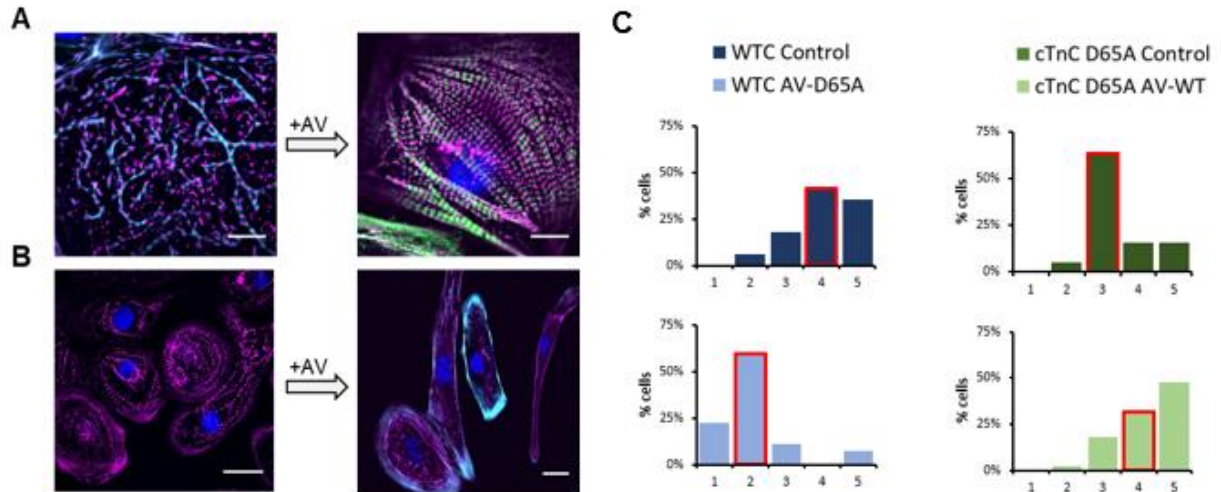 A
+AV
B
+AV
C
WTC Control
WTC AV-D65A
cTnC D65A Control
cTnC D65A AV-WT
75%
50%
25%
0%
% cells
1 2 3 4 5
75%
50%
25%
0%
% cells
1 2 3 4 5
75%
50%
25%
0%
% cells
1 2 3 4 5
75%
50%
25%
0%
% cells
1 2 3 4 5